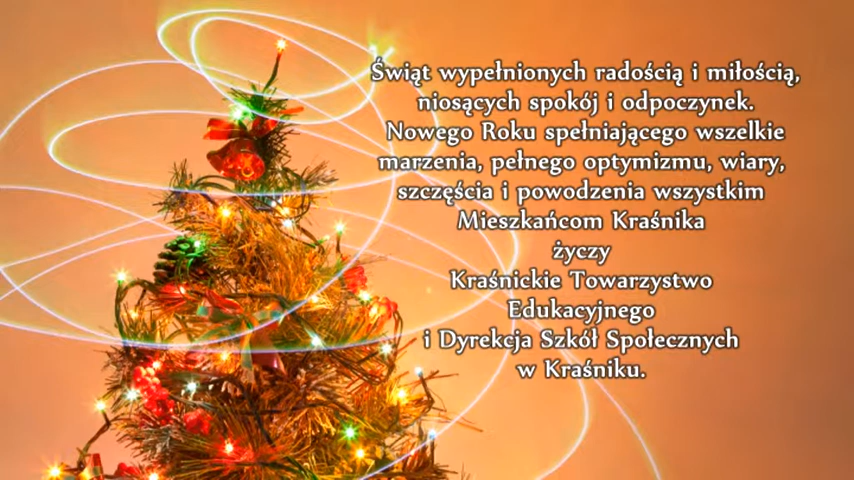 Świąt wypełnionych radością i miłością,
niosących spokój i odpoczynek.
Nowego Roku spełniającego wszelkie
marzenia, pełnego optymizmu, wiary,
szczęścia i powodzenia wszystkim
Mieszkańcom Kraśnika
życzy
Kraśnickie Towarzystwo
Edukacyjnego
i Dyrekcja Szkół Społecznych
w Kraśniku.